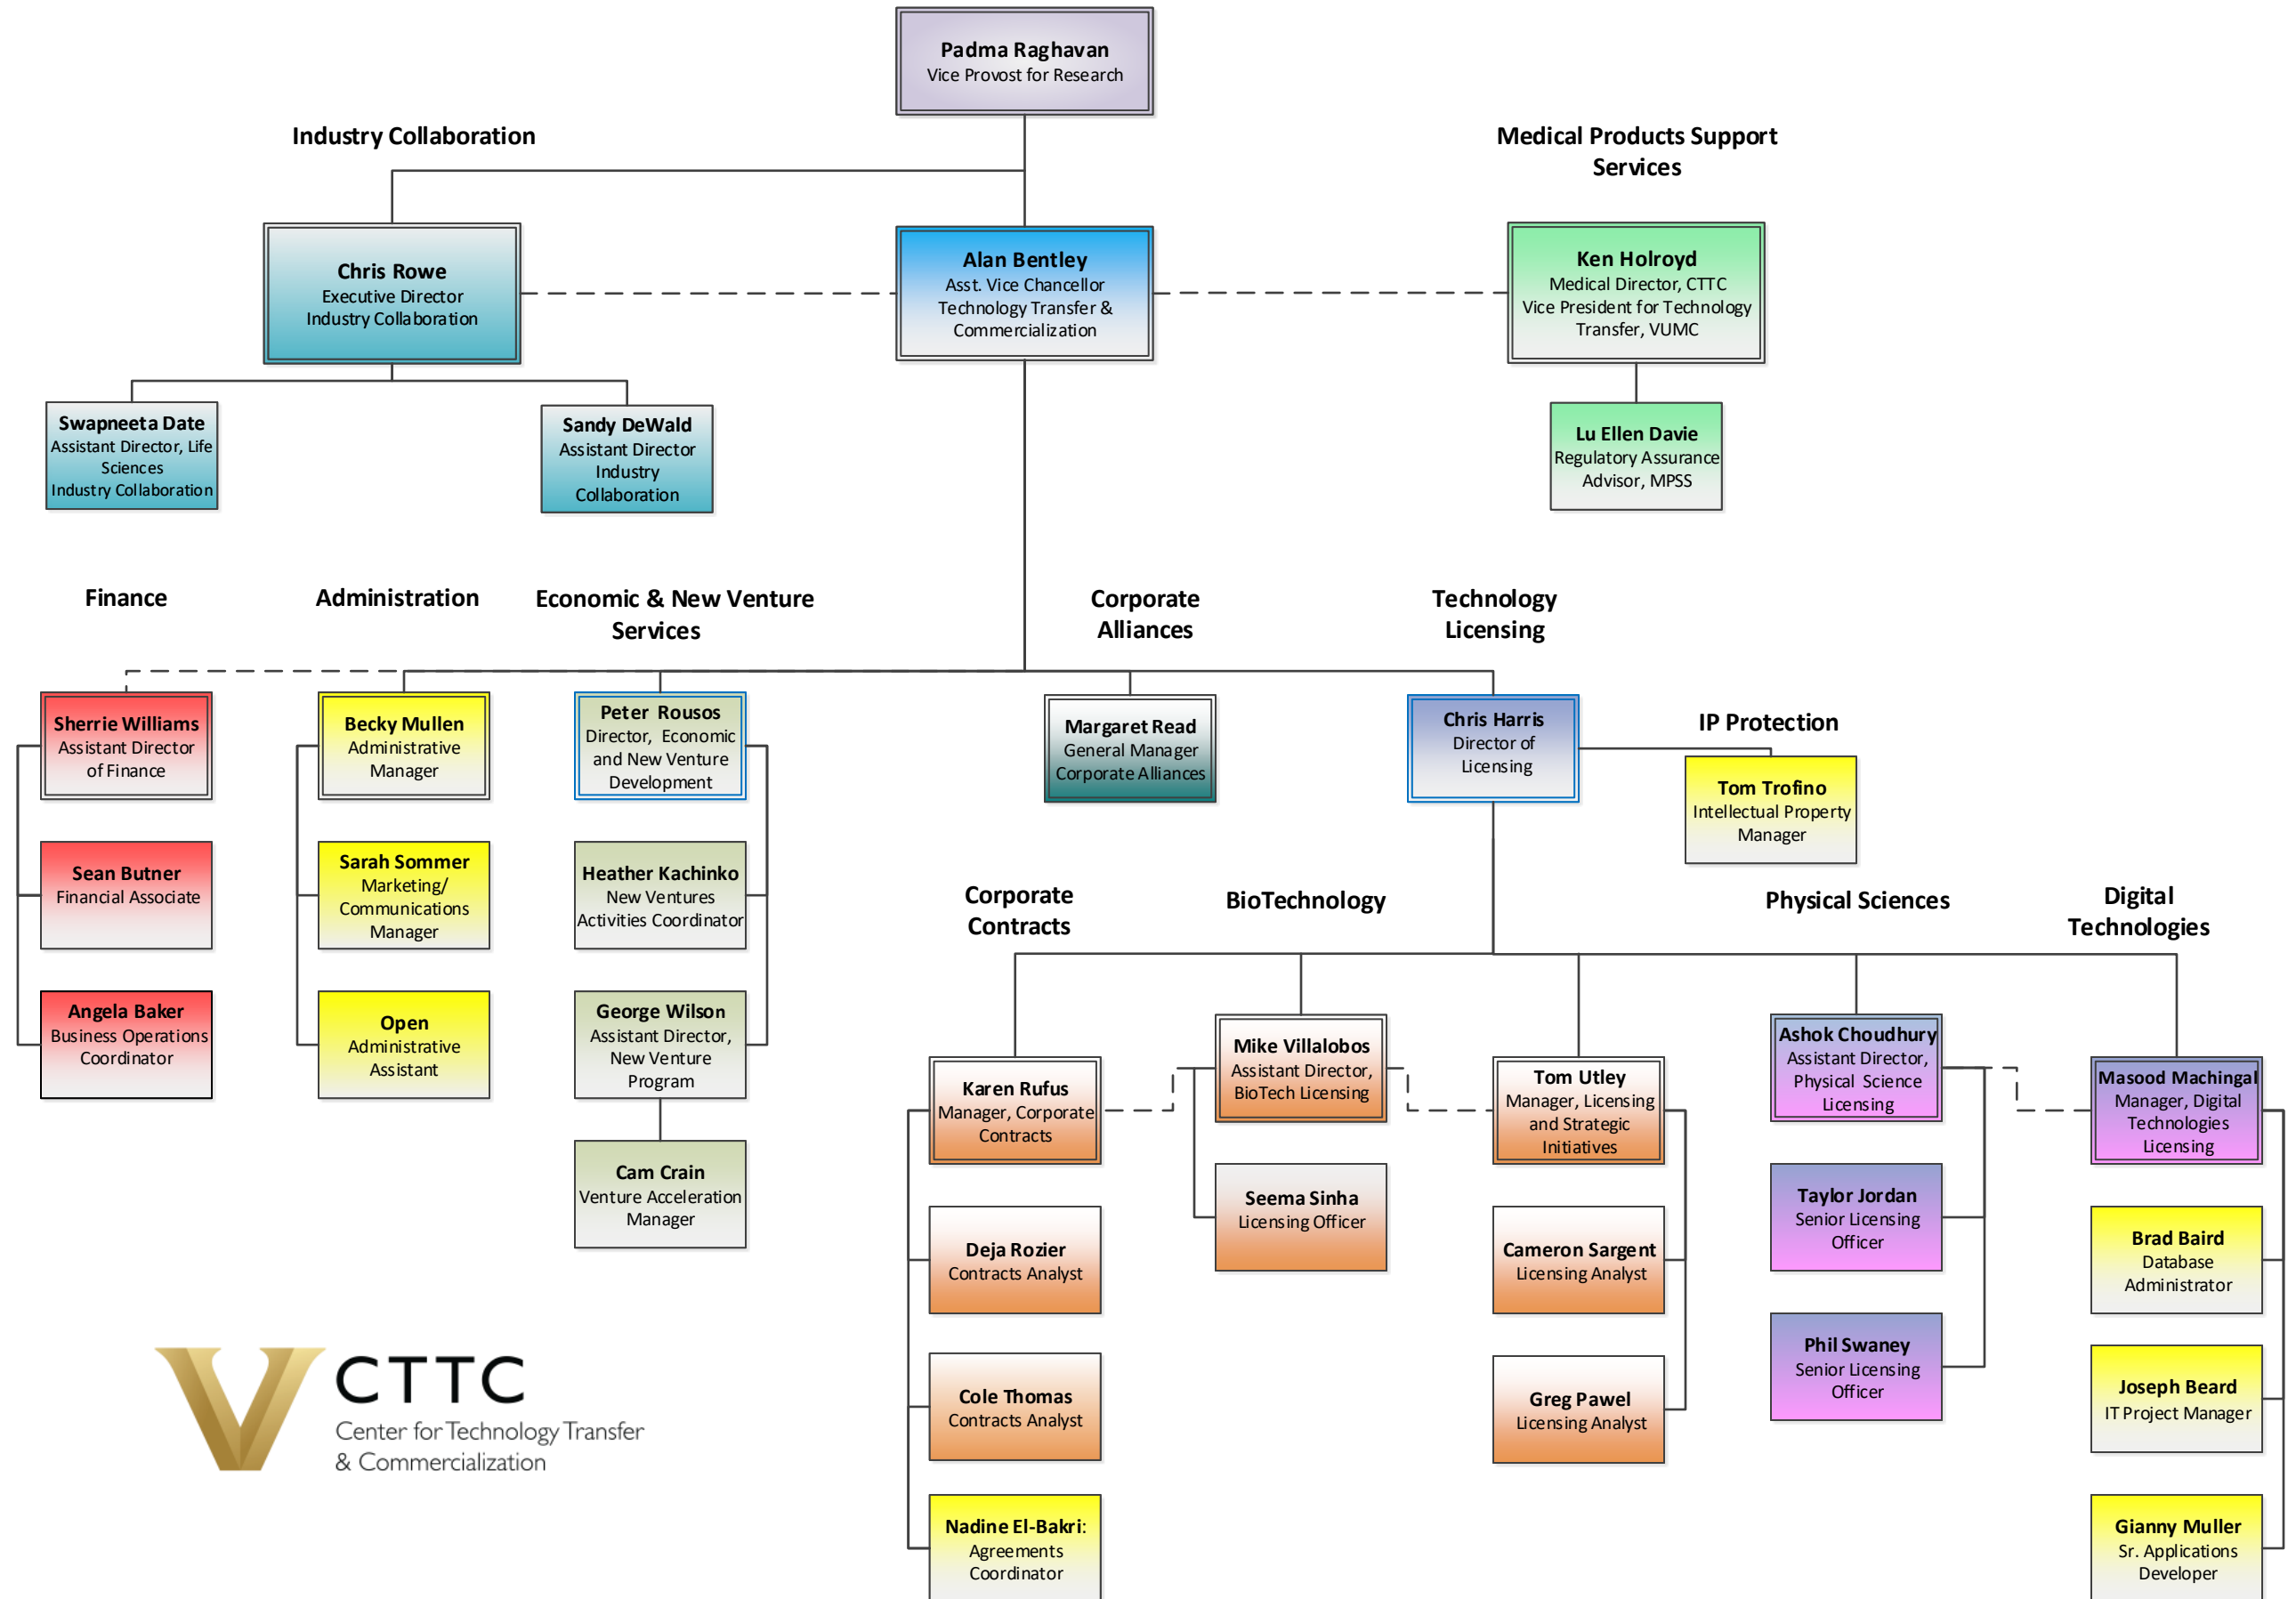 Padma Raghavan
Vice Provost for Research
Industry Collaboration
Medical Products Support
Services
Chris Rowe
Executive Director
Industry Collaboration
Alan Bentley
Asst. Vice Chancellor
Technology Transfer &
Commercialization
Ken Holroyd
Medical Director, CTTC
Vice President for Technology
Transfer, VUMC
Swapneeta Date
Assistant Director, Life
Sciences
Industry Collaboration
Sandy DeWald
Assistant Director
Industry
Collaboration
Lu Ellen Davie
Regulatory Assurance
Advisor, MPSS
Finance
Administration
Economic & New Venture
Services
Corporate
Alliances
Technology
Licensing
Sherrie Williams
Assistant Director
of Finance
Becky Mullen
Administrative
Manager
Peter Rousos
Director, Economic
and New Venture
Development
Margaret Read
General Manager
Corporate Alliances
Chris Harris
Director of
Licensing
IP Protection
Tom Trofino
Intellectual Property
Manager
Sean Butner
Financial Associate
Sarah Sommer
Marketing/
Communications
Manager
Heather Kachinko
New Ventures
Activities Coordinator
Corporate
Contracts
BioTechnology
Physical Sciences
Digital
Technologies
Angela Baker
Business Operations
Coordinator
Open
Administrative
Assistant
George Wilson
Assistant Director,
New Venture
Program
Cam Crain
Venture Acceleration
Manager
Karen Rufus
Manager, Corporate
Contracts
Mike Villalobos
Assistant Director,
BioTech Licensing
Tom Utley
Manager, Licensing
and Strategic
Initiatives
Ashok Choudhury
Assistant Director,
Physical Science
Licensing
Masood Machingal
Manager, Digital
Technologies
Licensing
Deja Rozier
Contracts Analyst
Seema Sinha
Licensing Officer
Cameron Sargent
Licensing Analyst
Taylor Jordan
Senior Licensing
Officer
Brad Baird
Database
Administrator
Cole Thomas
Contracts Analyst
Greg Pawel
Licensing Analyst
Phil Swaney
Senior Licensing
Officer
Joseph Beard
IT Project Manager
Nadine El-Bakri:
Agreements
Coordinator
Gianny Muller
Sr. Applications
Developer
V
CTTC
Center for Technology Transfer
& Commercialization